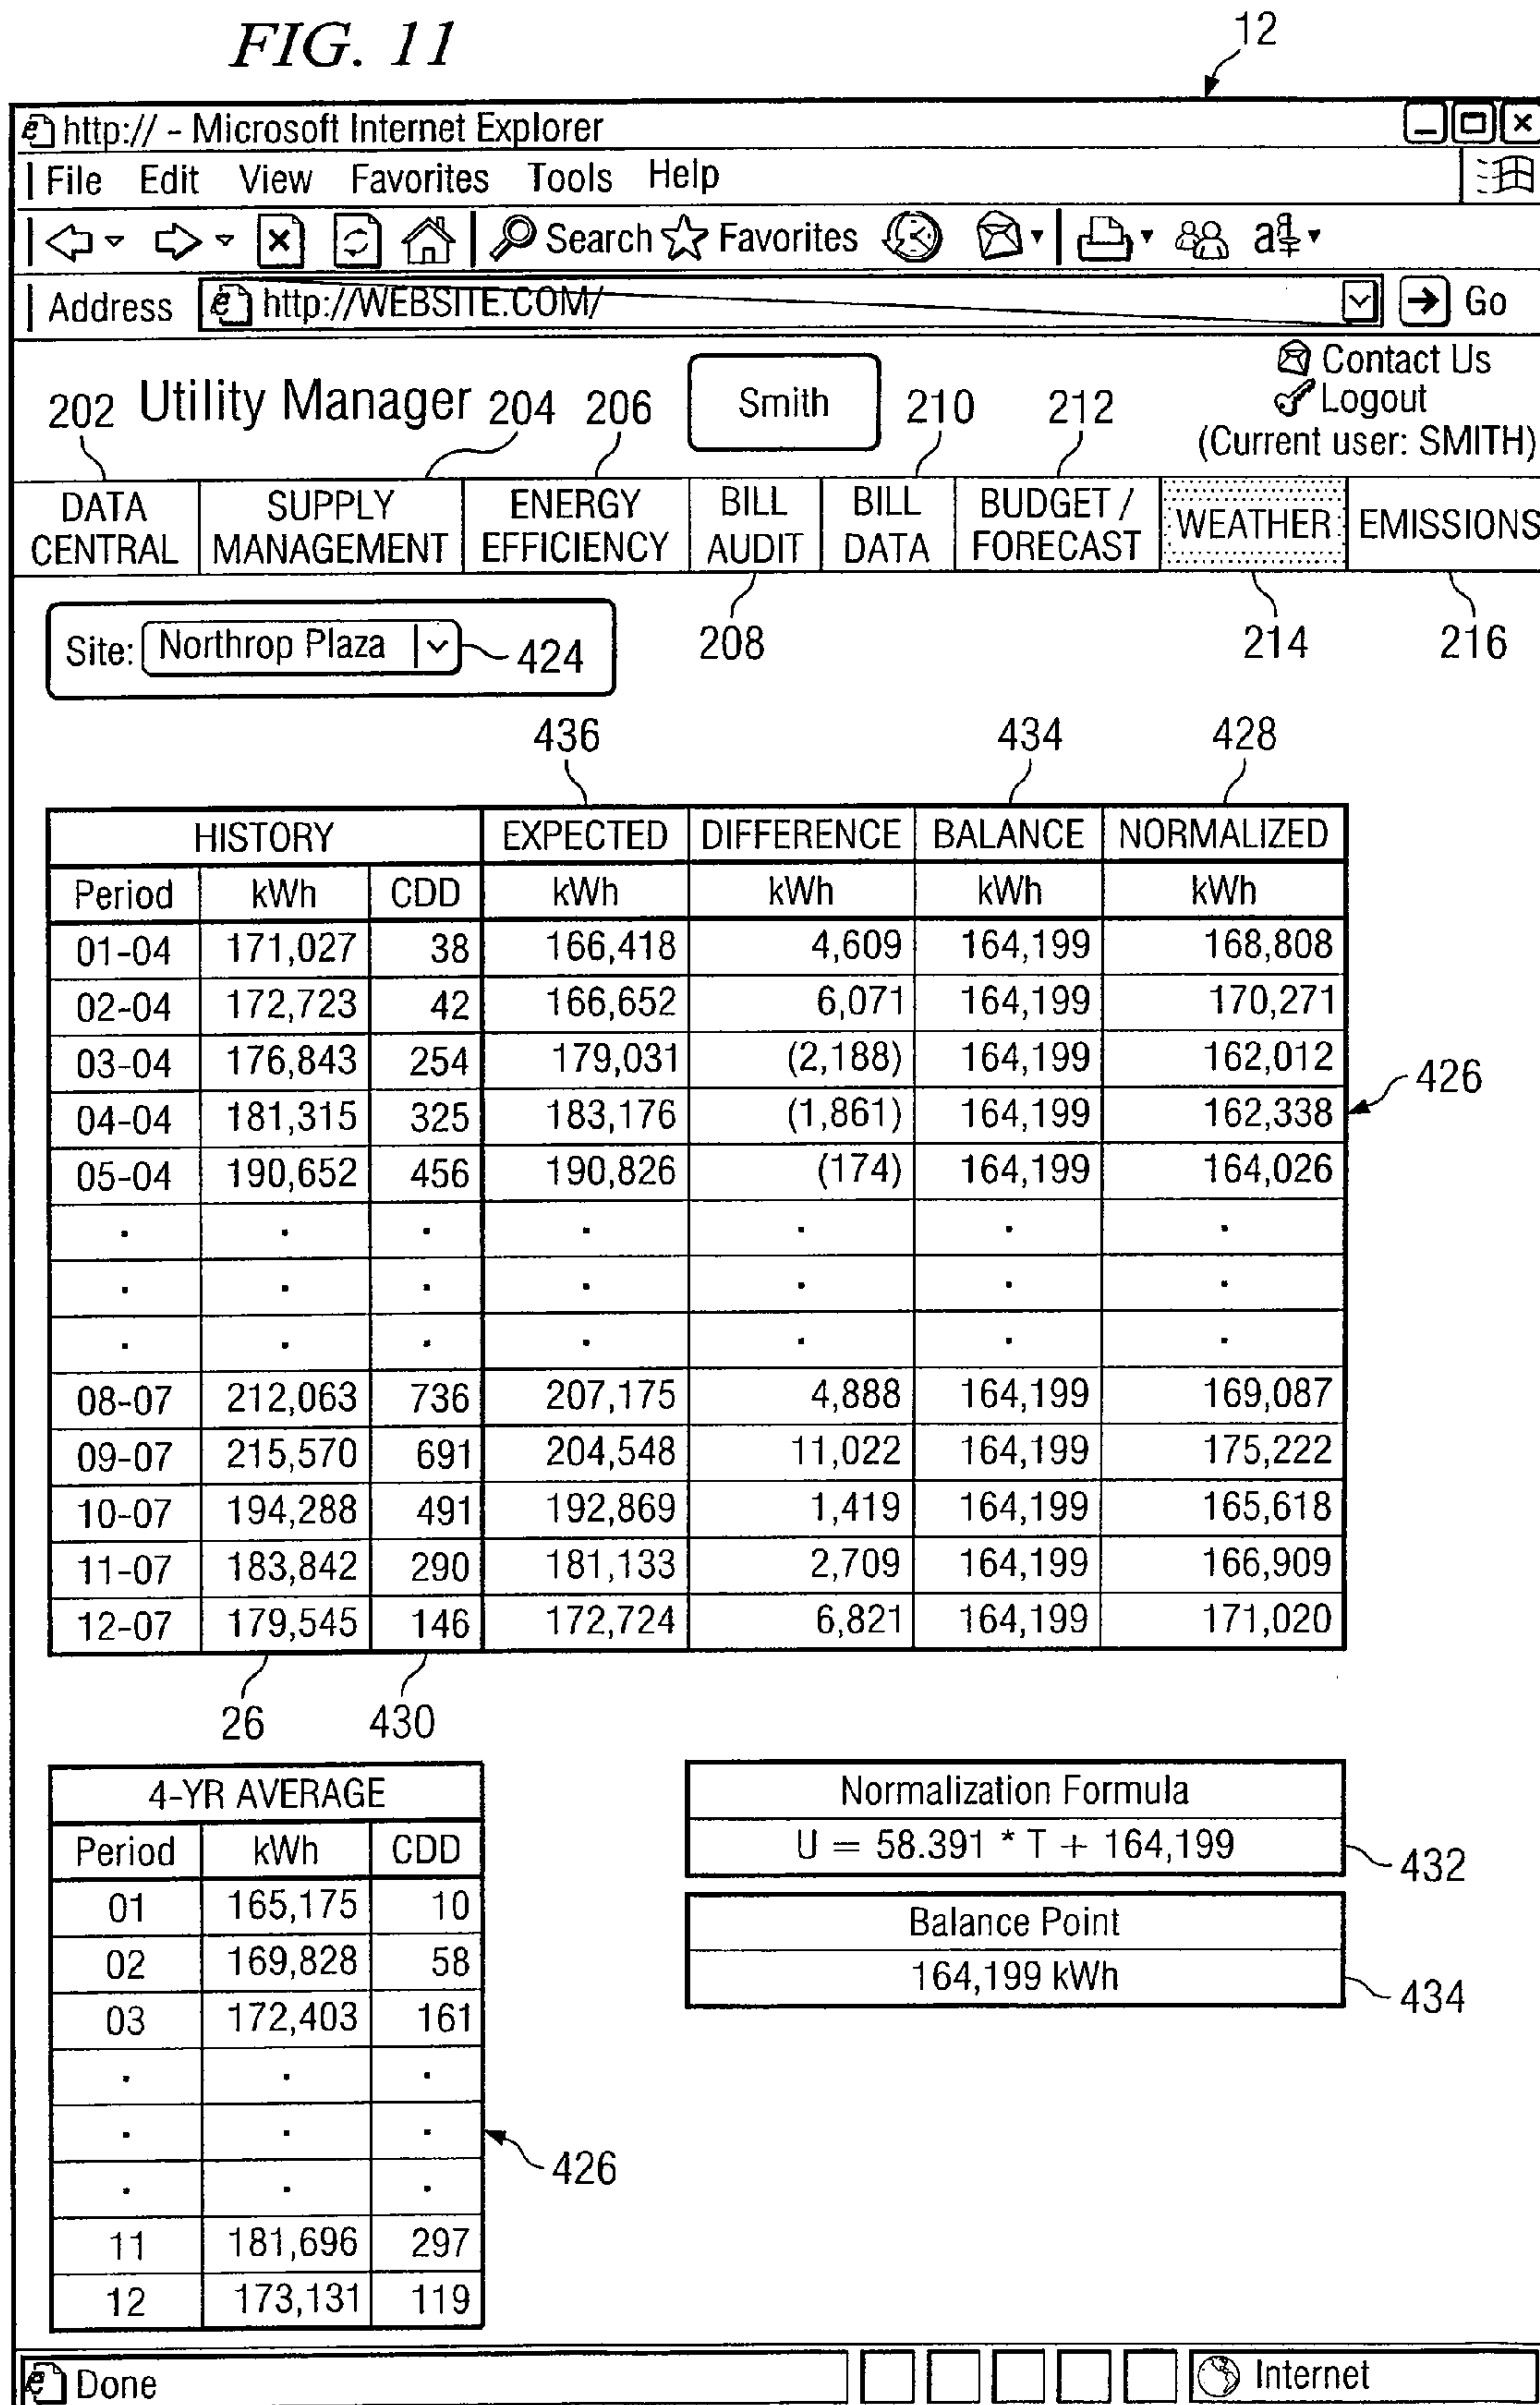 FIG. 11
12
http:// - Microsoft Internet Explorer
File Edit View Favorites Tools Help
Search Favorites
Address http://WEBSITE.COM/ Go
Contact Us
Logout
(Current user: SMITH)
202 Utility Manager 204 206 Smith 210 212
DATA CENTRAL SUPPLY MANAGEMENT ENERGY EFFICIENCY BILL AUDIT BILL DATA BUDGET / FORECAST WEATHER EMISSIONS
Site: Northrop Plaza 424 208 214 216
436 434 428
HISTORY EXPECTED DIFFERENCE BALANCE NORMALIZED
Period kWh CDD kWh kWh kWh kWh
01-04 171,027 38 166,418 4,609 164,199 168,808
02-04 172,723 42 166,652 6,071 164,199 170,271
03-04 176,843 254 179,031 (2,188) 164,199 162,012
426
04-04 181,315 325 183,176 (1,861) 164,199 162,338
05-04 190,652 456 190,826 (174) 164,199 164,026
. . . . . . .
. . . . . . .
. . . . . . .
08-07 212,063 736 207,175 4,888 164,199 169,087
09-07 215,570 691 204,548 11,022 164,199 175,222
10-07 194,288 491 192,869 1,419 164,199 165,618
11-07 183,842 290 181,133 2,709 164,199 166,909
12-07 179,545 146 172,724 6,821 164,199 171,020
26 430
4-YR AVERAGE
Period kWh CDD
01 165,175 10
02 169,828 58
03 172,403 161
. . .
. . .
. . .
426
11 181,696 297
12 173,131 119
Normalization Formula
U = 58.391 * T + 164,199
432
Balance Point
164,199 kWh
434
Done Internet